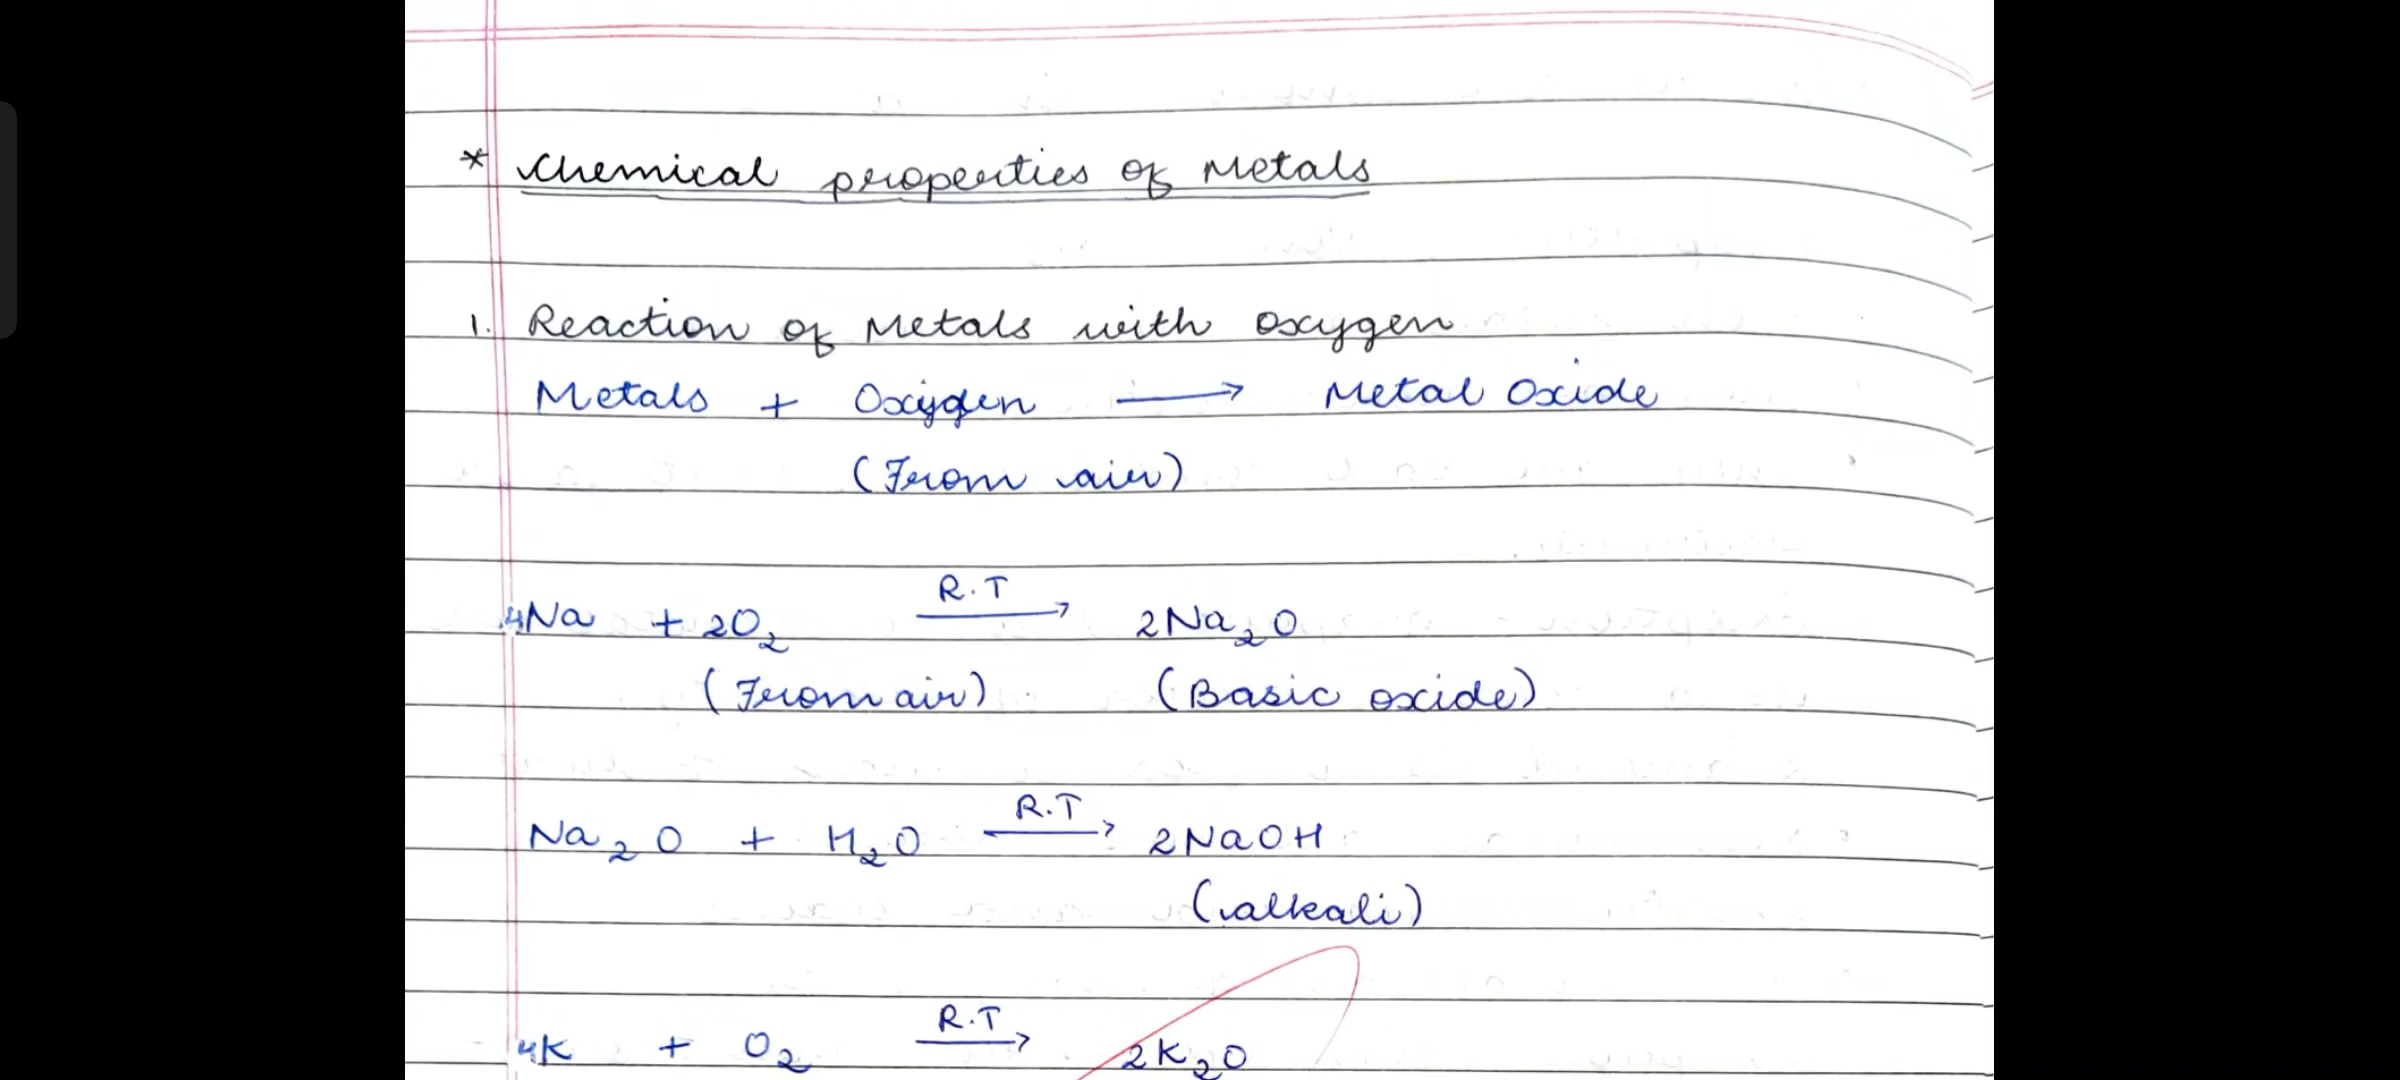 * Chemical properties of Metals
1. Reaction of Metals with oxygen
Metals + Oxygen → Metal Oxide
(From air)
R.T
4Na + 2O₂ → 2Na₂O
(From air) (Basic oxide)
R.T
Na₂O + H₂O → 2NaOH
(alkali)
R.T
4K + O₂ → 2K₂O